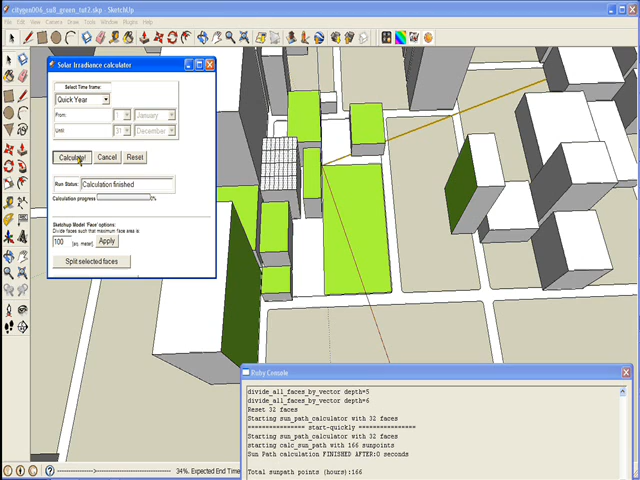 citygen006_tall_green_tut2.skp - SketchUp
File Edit View Camera Draw Tools Window Plugins Help
Solar Irradiance calculator
Select Time frame:
Quick Year
From: 1 January
Until: 31 December
Calculate!
Cancel
Reset
Run Status: Calculation finished
Calculation progress 0%
Sketchup Model 'Face' options:
Divide faces such that maximum face area is:
100 [sq. meter] Apply
Split selected faces
Ruby Console
divide_all_faces_by_vector depth=5
divide_all_faces_by_vector depth=6
Reset 32 faces
Starting sun_path_calculator with 32 faces
================ start-quickly ================
Starting sun_path_calculator with 32 faces
starting calc_sun_path with 166 sunpoints
Sun Path calculation FINISHED AFTER:0 seconds
Total sunpath points (hours):166
34%. Expected End Time